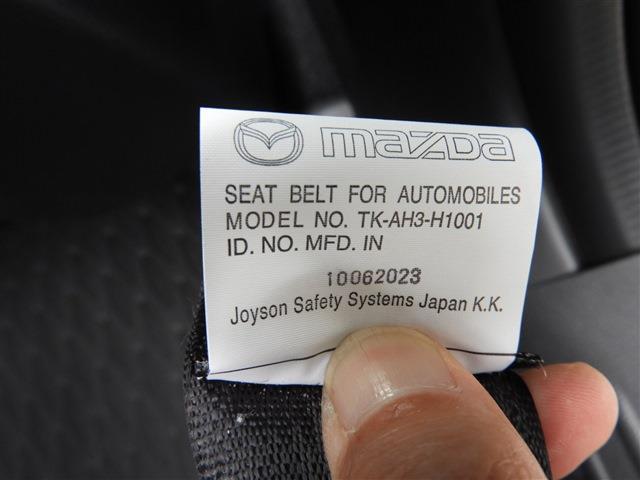 mazda
SEAT BELT FOR AUTOMOBILES
MODEL NO. TK-AH3-H1001
ID. NO. MFD. IN
10062023
Joyson Safety Systems Japan K.K.